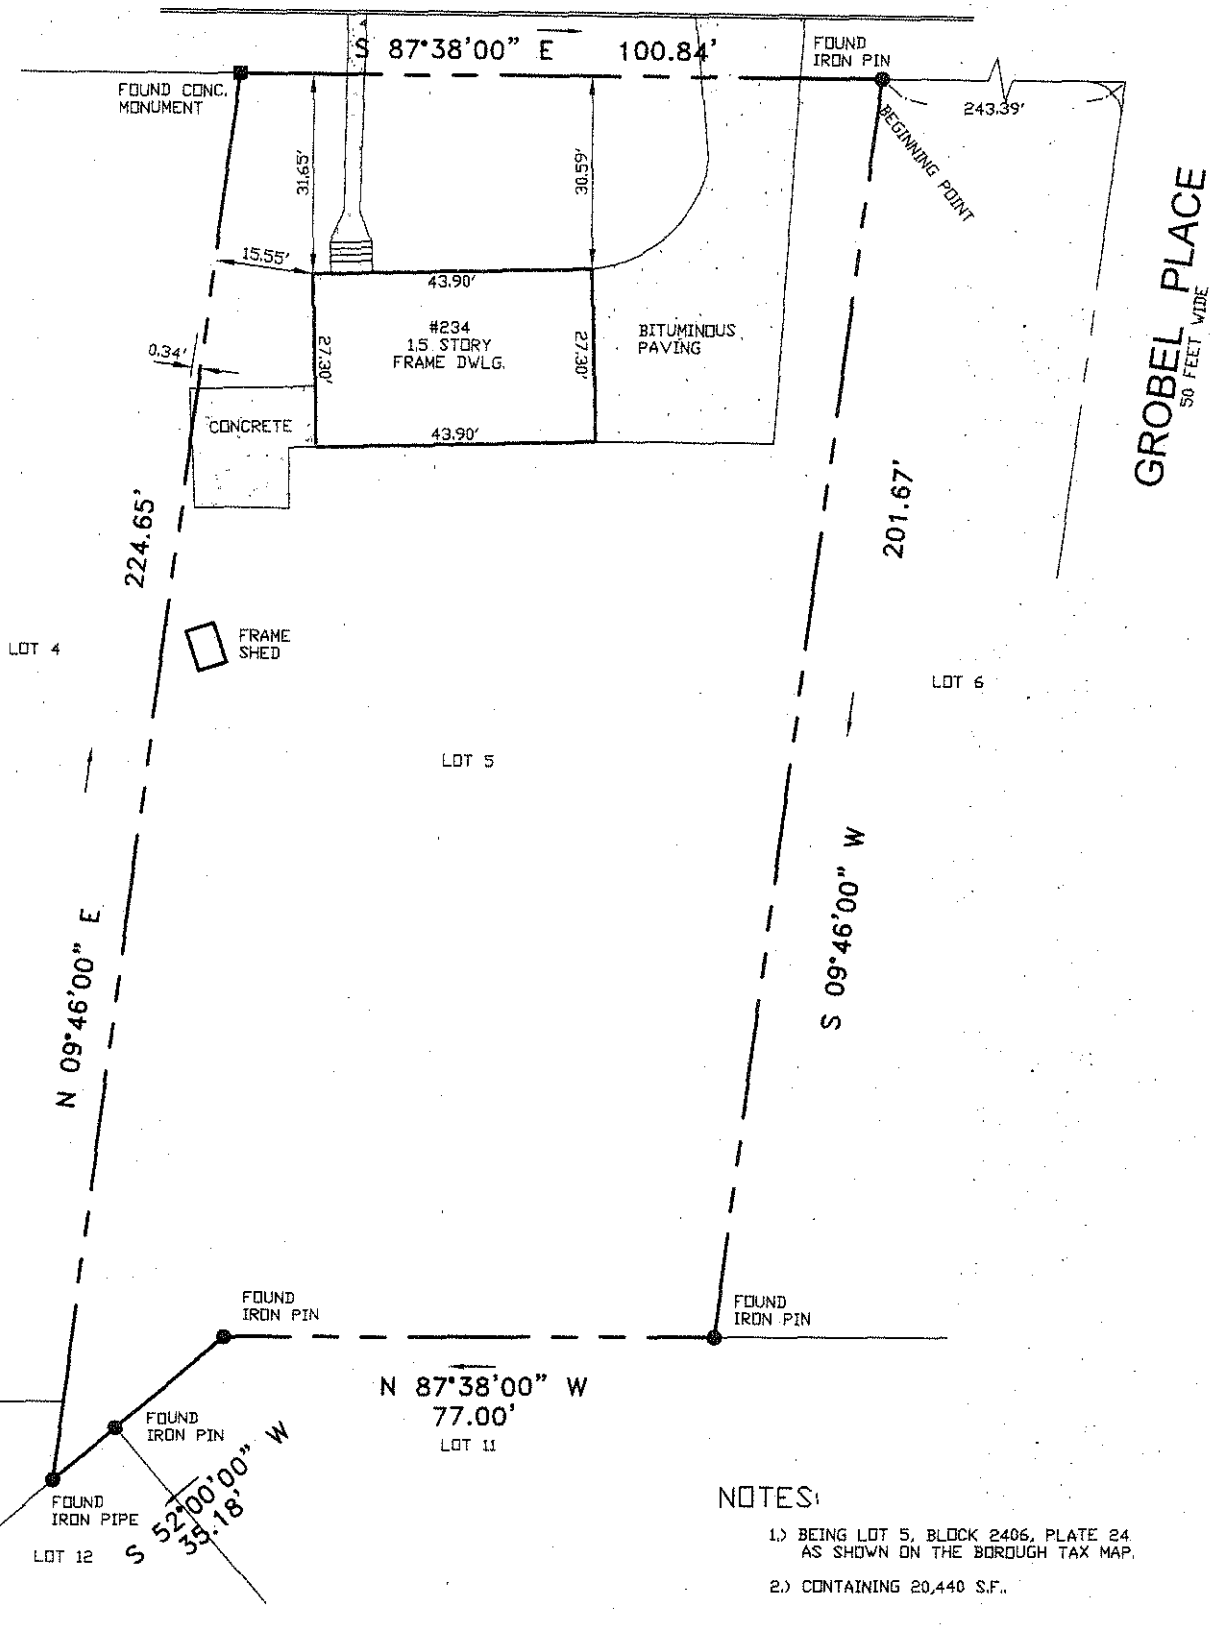 S 87°38'00" E 100.84'
FOUND
IRON PIN
FOUND CONC.
MONUMENT
243.39'
BEGINNING POINT
31.65'
30.59'
GROBEL PLACE
50 FEET WIDE
15.55'
43.90'
#234
1.5 STORY
FRAME DWLG.
27.30'
27.30'
BITUMINOUS
PAVING
0.34'
CONCRETE
43.90'
224.65'
201.67'
FRAME
SHED
LOT 4
LOT 6
LOT 5
N 09°46'00" E
S 09°46'00" W
FOUND
IRON PIN
FOUND
IRON PIN
N 87°38'00" W
77.00'
LOT 11
FOUND
IRON PIN
FOUND
IRON PIPE
S 52°00'00" W
35.18'
LOT 12
NOTES:
1.) BEING LOT 5, BLOCK 2406, PLATE 24
AS SHOWN ON THE BOROUGH TAX MAP.
2.) CONTAINING 20,440 S.F..